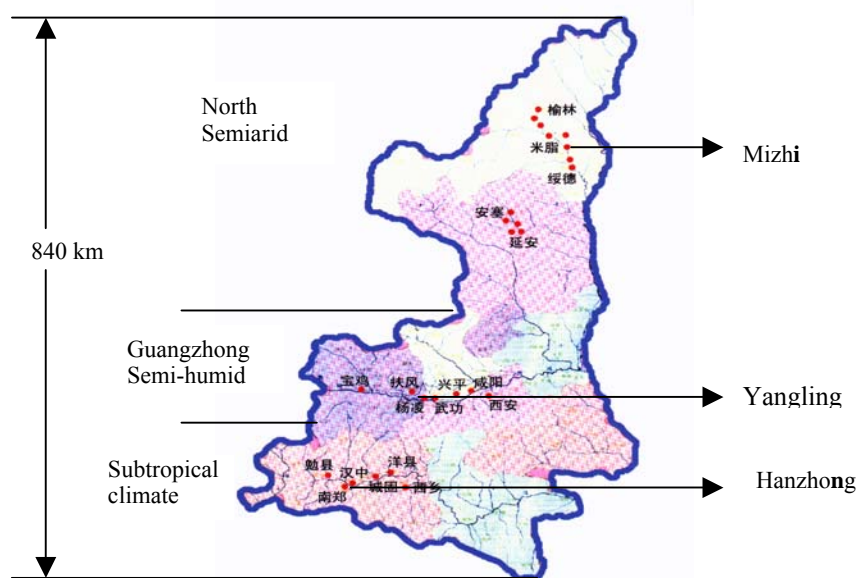 North
Semiarid
榆林
米脂
Mizhi
绥德
安塞
延安
840 km
Guangzhong
Semi-humid
宝鸡
扶风
兴平
咸阳
杨凌
武功
西安
Yangling
Subtropical
climate
勉县
汉中
洋县
南郑
城固
西乡
Hanzhong